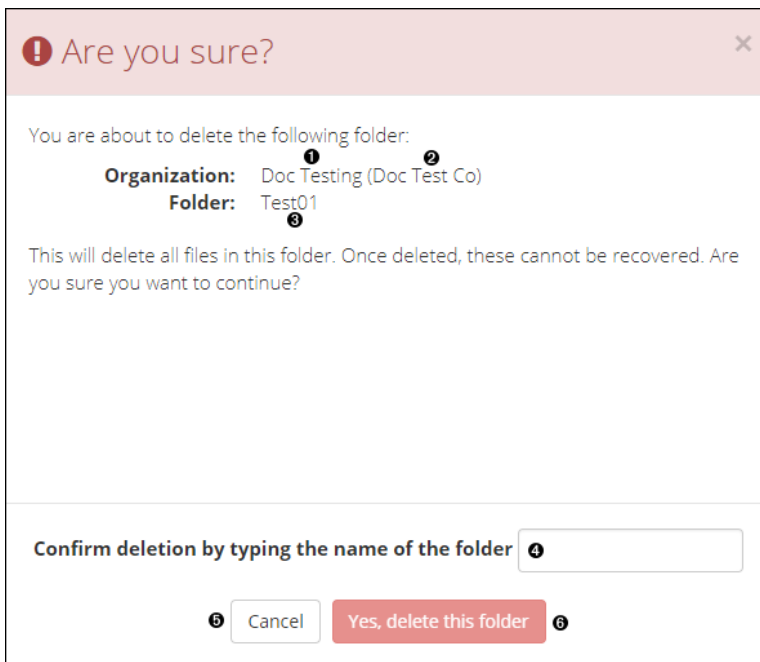 Are you sure? ×
You are about to delete the following folder:
❶ ❷
Organization: Doc Testing (Doc Test Co)
Folder: Test01
❸
This will delete all files in this folder. Once deleted, these cannot be recovered. Are
you sure you want to continue?
Confirm deletion by typing the name of the folder ❹
❺ Cancel Yes, delete this folder ❻